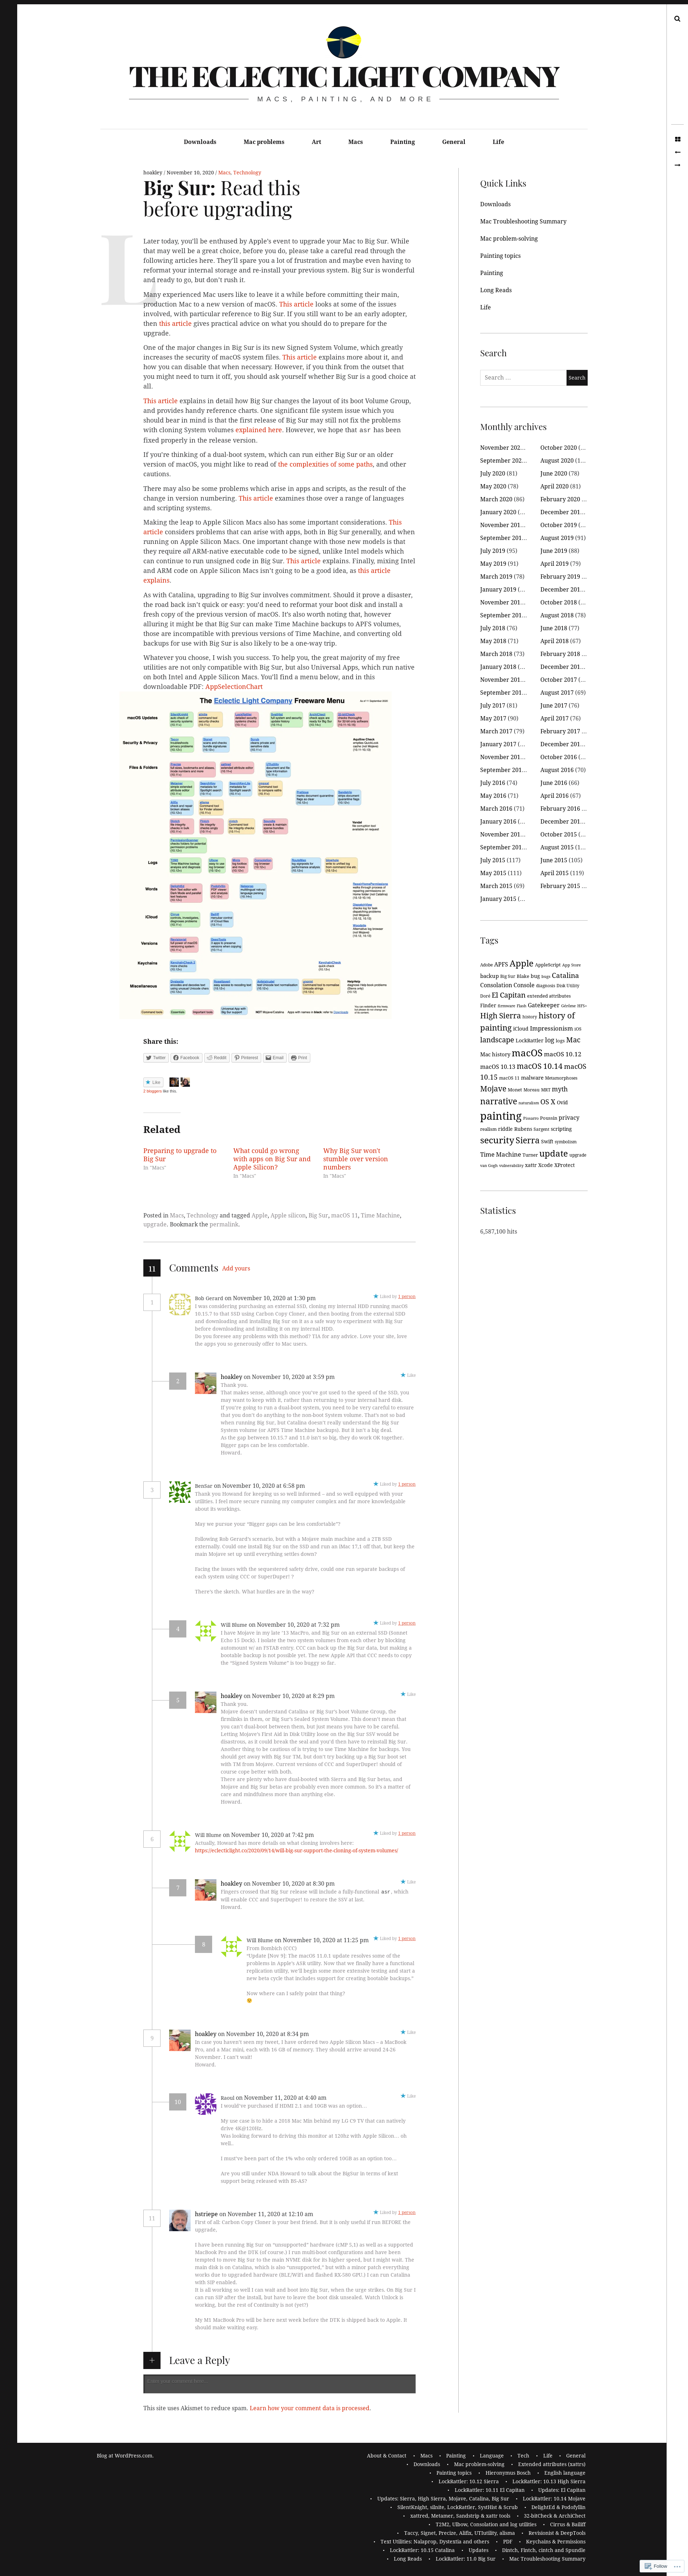 THE ECLECTIC LIGHT COMPANY
MACS, PAINTING, AND MORE
Downloads
Mac problems
Art
Macs
Painting
General
Life
hoakley / November 10, 2020 / Macs, Technology
Big Sur: Read this
before upgrading
L
Later today, you'll be enthused by Apple's event to upgrade your Mac to Big Sur. While
that may well be a great choice, before you do, please take a careful read through the
following articles here. They'll spare you a lot of frustration and maybe even the need to
reformat your internal storage and re-install your previous system. Big Sur is wonderful
and ready to go, but don't rush it.
Many experienced Mac users like to leave it a while before committing their main,
production Mac to a new version of macOS. This article looks at some of the issues
involved, with particular reference to Big Sur. If you still want to be an early adopter,
then this article gives practical advice on what you should do to prepare for the
upgrade.
One of the major changes in Big Sur is its new Signed System Volume, which greatly
increases the security of macOS system files. This article explains more about it, and
how you can disable that when necessary. However, if you think that one outcome that
you might need to turn it off, you should ask yourself whether Big Sur is a good choice at
all.
This article explains in detail how Big Sur changes the layout of its boot Volume Group,
and provides handy reference charts. One significant caution if you use cloning: you
should bear in mind is that the first release of Big Sur may still not have fixed problems
with cloning System volumes explained here. However, we hope that asr has been
properly fixed in the release version.
If you're thinking of a dual-boot system, which can run either Big Sur or an older
version of macOS, you might like to read of the complexities of some paths, and other
cautions.
There may also be some problems which arise in apps and scripts, as the result of the
change in version numbering. This article examines those over a range of languages
and scripting systems.
Making the leap to Apple Silicon Macs also has some important considerations. This
article considers problems that can arise with apps, both in Big Sur generally, and when
running on Apple Silicon Macs. One important change with those new models is that
they require all ARM-native executable code to be signed, unlike Intel models which
can continue to run unsigned code in Big Sur. This article explains. Finally, mixing Intel
and ARM code on Apple Silicon Macs isn't going to be a good idea, as this article
explains.
As with Catalina, upgrading to Big Sur involves commitment. Should it prove a disaster,
the road back isn't quick or easy: you'd need to reformat your boot disk and install a
previous copy of macOS on it. There's also another reason for being cautious, if
worrying, that is that Big Sur can make Time Machine backups to APFS volumes,
those are incompatible with previous versions of Time Machine, and converting old
backups for use with Big Sur is not easy.
Whatever you choose, I wish you success. To help you, the great majority of my free
utilities are not only compatible with Big Sur, but also Universal Apps, which run native
on both Intel and Apple Silicon Macs. They're shown in the menu below, and in this
downloadable PDF: AppSelectionChart
The Eclectic Light Company Freeware Menu
macOS Updates
Security & Privacy
Files & Folders
Logs
Words
iCloud
Versions
Keychains
Miscellaneous
Share this:
Twitter
Facebook
Reddit
Pinterest
Email
Print
Like
2 bloggers like this.
Related
Preparing to upgrade to
Big Sur
In "Macs"
What could go wrong
with apps on Big Sur and
Apple Silicon?
In "Macs"
Why Big Sur won't
stumble over version
numbers
In "Macs"
Posted in Macs, Technology and tagged Apple, Apple silicon, Big Sur, macOS 11, Time Machine,
upgrade. Bookmark the permalink.
11
Comments Add yours
1
Rob Gerard on November 10, 2020 at 1:30 pm
Liked by 1 person
I was considering purchasing an external SSD, cloning my internal HDD running macOS
10.15.7 to that SSD using Carbon Copy Cloner, and then booting from the external SDD
and downloading and installing Big Sur on it as a safe way to experiment with Big Sur
before downloading and installing it on my internal HDD.
Do you foresee any problems with this method? TIA for any advice. Love your site, love
the apps you so generously offer users.
2
hoakley on November 10, 2020 at 3:59 pm
Like
Thank you.
That makes sense, although once you've got used to the speed of the SSD, you
may want to keep with it, rather than returning to your internal hard disk.
If you're going to run a dual-boot system, you need to be very careful to ensure
that you don't do anything to the non-boot System volume. That's not so bad
when running Big Sur, but Catalina doesn't really understand the Big Sur
System volume (or APFS Time Machine backups). But it is workable.
As the gap between 10.15.7 and 11.0 isn't so big, they do work OK together.
Bigger gaps can be less comfortable.
Howard.
3
BenStar on November 10, 2020 at 6:58 pm
Liked by 1 person
Thank you Howard for keeping us so well informed – and so well equipped with your
utilities. I feel more secure running my computer complex and far more knowledgable
about its workings.
May we pursue your "Bigger gaps can be less comfortable"?
Following Rob Gerard's scenario, but with a Mojave main machine and a 2TB SSD
externally. Could one install Big Sur on the SSD and run an iMac 17,1 off that, but keep the
main Mojave set up until everything settles down?
Facing the issues with the sequestered safety drive, could one run separate backups of
each system using CCC or SuperDuper! ?
There's the sketch. What hurdles are in the way?
4
Will Blume on November 10, 2020 at 7:32 pm
Liked by 1 person
I have Mojave in my late '13 MacPro, and Big Sur on an external SSD (Sonnet
Echo 15 Dock). I isolate the two system volumes from each other by blocking
automount w/ an FSTAB entry. CCC can back up the Big Sur data, but making a
bootable backup is not possible yet. The new Apple API that CCC needs to copy
the "Signed System Volume" is too buggy so far.
5
hoakley on November 10, 2020 at 8:29 pm
Like
Thank you.
Mojave doesn't understand Catalina or Big Sur's boot Volume Group, the
firmlinks in them, or Big Sur's Sealed System Volume. This doesn't mean that
you can't dual-boot between them, but just means you have to be careful.
Letting Mojave's First Aid in Disk Utility loose on the Big Sur SSV would be
disastrous, as it'd break the seal and you'd then have to reinstall Big Sur.
Another thing to be cautious of is trying to use Time Machine for backups. You
might get away with Big Sur TM, but don't try backing up a Big Sur boot set
with TM from Mojave. Current versions of CCC and SuperDuper! should of
course cope better with both.
There are people who have dual-booted with Sierra and Big Sur betas, and
Mojave and Big Sur betas are probably even more common. So it's a matter of
care and mindfulness more than anything else.
Howard.
6
Will Blume on November 10, 2020 at 7:42 pm
Liked by 1 person
Actually, Howard has more details on what cloning involves here:
https://eclecticlight.co/2020/09/14/will-big-sur-support-the-cloning-of-system-volumes/
7
hoakley on November 10, 2020 at 8:30 pm
Like
Fingers crossed that Big Sur release will include a fully-functional asr, which
will enable CCC and SuperDuper! to restore the SSV at last.
Howard.
8
Will Blume on November 10, 2020 at 11:25 pm
Liked by 1 person
From Bombich (CCC)
"Update [Nov 9]: The macOS 11.0.1 update resolves some of the
problems in Apple's ASR utility. Now that we finally have a functional
replication utility, we'll begin some more extensive testing and start a
new set of changes that includes support for creating bootable backups."
Now where can I safely point that thing?
9
hoakley on November 10, 2020 at 8:34 pm
Like
In case you haven't seen my tweet, I have ordered two Apple Silicon Macs – a MacBook
Pro, and a Mac mini, each with 16 GB of memory. They should arrive around 24-26
November. I can't wait!
Howard.
10
Raoul on November 11, 2020 at 4:40 am
Like
I would've purchased if HDMI 2.1 and 10GB was an option…
My use case is to hide a 2018 Mac Min behind my LG C9 TV that can natively
drive 4K@120Hz.
Was looking forward to driving this monitor at 120hz with Apple Silicon… oh
well..
I must've been part of the 1% who only ordered 10GB as an option too…
Are you still under NDA Howard to talk about the BigSur in terms of kext
support being released with BS-AS?
11
hstriepe on November 11, 2020 at 12:10 am
Liked by 1 person
First of all: Carbon Copy Cloner is your best friend. But it is only useful if run BEFORE the
upgrade.
I have been running Big Sur on "unsupported" hardware (cMP 5,1) as well as a supported
MacBook Pro and the DTK (of course.) I run multi-boot configurations and have been
tempted to move Big Sur to the main NVME disk for its higher speed, but I might wait. The
main disk is on Catalina, which is also "unsupported," but with a minor patch everything
works on updated hardware (BLE/WiFi and flashed RX-580 GPU.) I can run Catalina
with SIP enabled.
It is all working so well I can wait and boot into Big Sur, when the urge strikes. On Big Sur I
can almost run everything, but have to leave the boot disk unsealed. Watch Unlock is
working, but the rest of Continuity is not (yet?)
My M1 MacBook Pro will be here next week before the DTK is shipped back to Apple. It
should make waiting easy.
+
Leave a Reply
Enter your comment here...
This site uses Akismet to reduce spam. Learn how your comment data is processed.
Quick Links
Downloads
Mac Troubleshooting Summary
Mac problem-solving
Painting topics
Painting
Long Reads
Life
Search
Search …
Search
Monthly archives
November 202…
October 2020 (…
September 202…
August 2020 (1…
July 2020 (81)
June 2020 (78)
May 2020 (78)
April 2020 (81)
March 2020 (86)
February 2020 …
January 2020 (…
December 201…
November 201…
October 2019 (…
September 201…
August 2019 (91)
July 2019 (95)
June 2019 (88)
May 2019 (91)
April 2019 (79)
March 2019 (78)
February 2019 …
January 2019 (…
December 201…
November 201…
October 2018 (…
September 201…
August 2018 (78)
July 2018 (76)
June 2018 (77)
May 2018 (71)
April 2018 (67)
March 2018 (73)
February 2018 …
January 2018 (…
December 201…
November 201…
October 2017 (…
September 201…
August 2017 (69)
July 2017 (81)
June 2017 (76)
May 2017 (90)
April 2017 (76)
March 2017 (79)
February 2017 …
January 2017 (…
December 201…
November 201…
October 2016 (…
September 201…
August 2016 (70)
July 2016 (74)
June 2016 (66)
May 2016 (71)
April 2016 (67)
March 2016 (71)
February 2016 …
January 2016 (…
December 201…
November 201…
October 2015 (…
September 201…
August 2015 (1…
July 2015 (117)
June 2015 (105)
May 2015 (111)
April 2015 (119)
March 2015 (69)
February 2015 …
January 2015 (…
Tags
Adobe APFS Apple AppleScript App Store
backup Big Sur Blake bug bugs Catalina
Consolation Console diagnosis Disk Utility
Doré El Capitan extended attributes
Finder firmware Flash Gatekeeper Gérôme HFS+
High Sierra history history of
painting iCloud Impressionism iOS
landscape LockRattler log logs Mac
Mac history macOS macOS 10.12
macOS 10.13 macOS 10.14 macOS
10.15 macOS 11 malware Metamorphoses
Mojave Monet Moreau MRT myth
narrative naturalism OS X Ovid
painting Pissarro Poussin privacy
realism riddle Rubens Sargent scripting
security Sierra Swift symbolism
Time Machine Turner update upgrade
van Gogh vulnerability xattr Xcode XProtect
Statistics
6,587,100 hits
Blog at WordPress.com.
About & Contact • Macs • Painting • Language • Tech • Life • General
• Downloads • Mac problem-solving • Extended attributes (xattrs)
• Painting topics • Hieronymus Bosch • English language
• LockRattler: 10.12 Sierra • LockRattler: 10.13 High Sierra
• LockRattler: 10.11 El Capitan • Updates: El Capitan
• Updates: Sierra, High Sierra, Mojave, Catalina, Big Sur • LockRattler: 10.14 Mojave
• SilentKnight, silnite, LockRattler, SystHist & Scrub • DelightEd & Podofyllin
• xattred, Metamer, Sandstrip & xattr tools • 32-bitCheck & ArchiChect
• T2M2, Ulbow, Consolation and log utilities • Cirrus & Bailiff
• Taccy, Signet, Precize, Alifix, UTIutility, alisma • Revisionist & DeepTools
• Text Utilities: Nalaprop, Dystextia and others • PDF • Keychains & Permissions
• LockRattler: 10.15 Catalina • Updates • Dintch, Fintch, cintch and Spundle
• Long Reads • LockRattler: 11.0 Big Sur • Mac Troubleshooting Summary
Follow